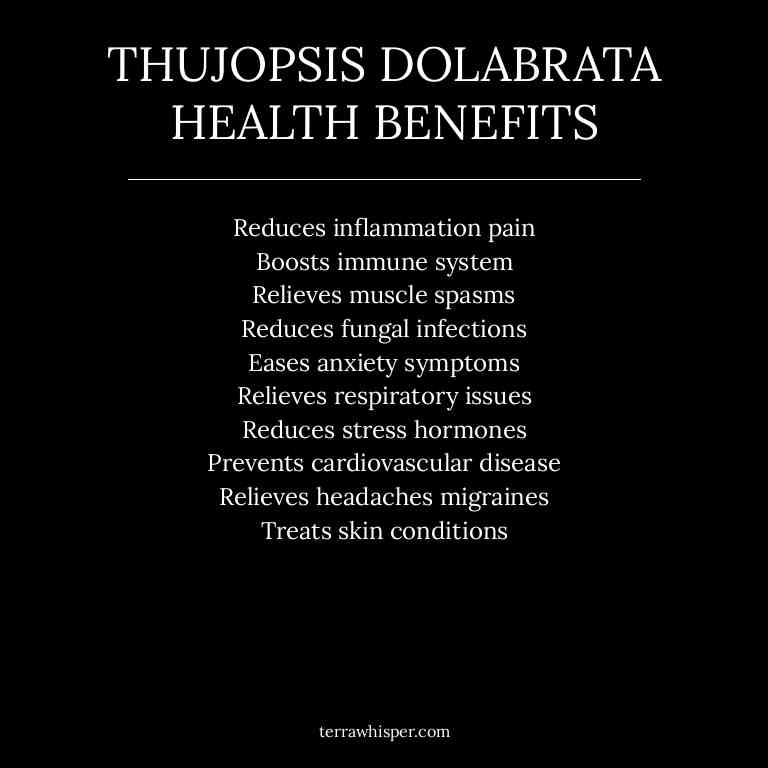 THUJOPSIS DOLABRATA
HEALTH BENEFITS
Reduces inflammation pain
Boosts immune system
Relieves muscle spasms
Reduces fungal infections
Eases anxiety symptoms
Relieves respiratory issues
Reduces stress hormones
Prevents cardiovascular disease
Relieves headaches migraines
Treats skin conditions
terrawhisper.com